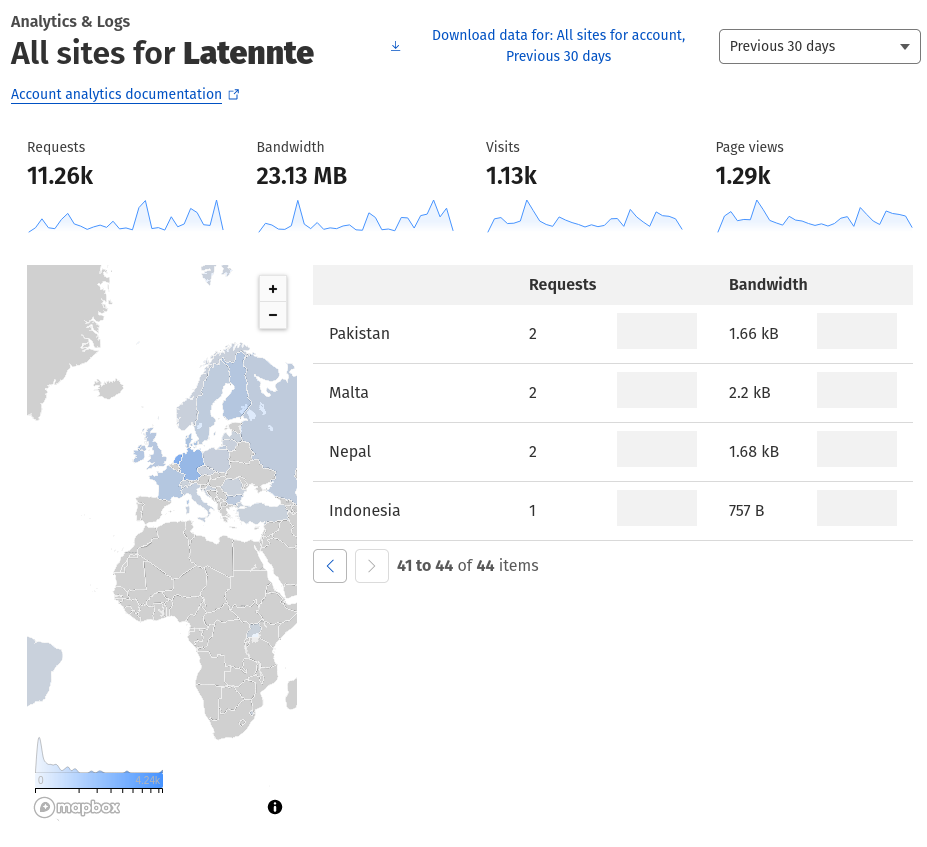 Analytics & Logs
All sites for Latennte
Download data for: All sites for account,
Previous 30 days
Previous 30 days
Account analytics documentation
Requests
11.26k
Bandwidth
23.13 MB
Visits
1.13k
Page views
1.29k
+
−
Requests Bandwidth
Pakistan 2 1.66 kB
Malta 2 2.2 kB
Nepal 2 1.68 kB
Indonesia 1 757 B
41 to 44 of 44 items
0 4.24k
mapbox